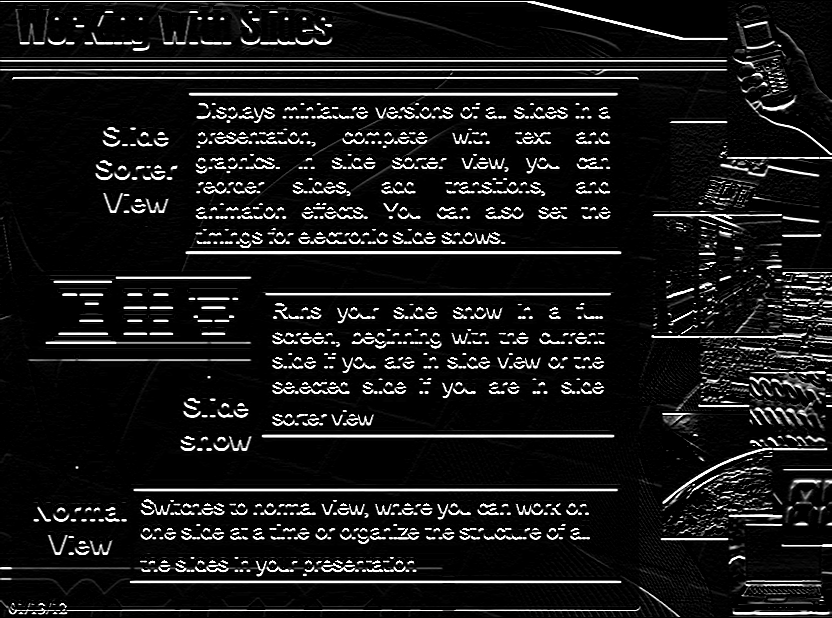 Working With Slides
Slide
Sorter
View
Displays miniature versions of all slides in a
presentation, complete with text and
graphics. In slide sorter view, you can
reorder slides, add transitions, and
animation effects. You can also set the
timings for electronic slide shows.
Runs your slide show in a full
screen, beginning with the current
slide if you are in slide view or the
selected slide if you are in slide
sorter view
Slide
show
Normal
View
Switches to normal view, where you can work on
one slide at a time or organize the structure of all
the slides in your presentation
01/13/12